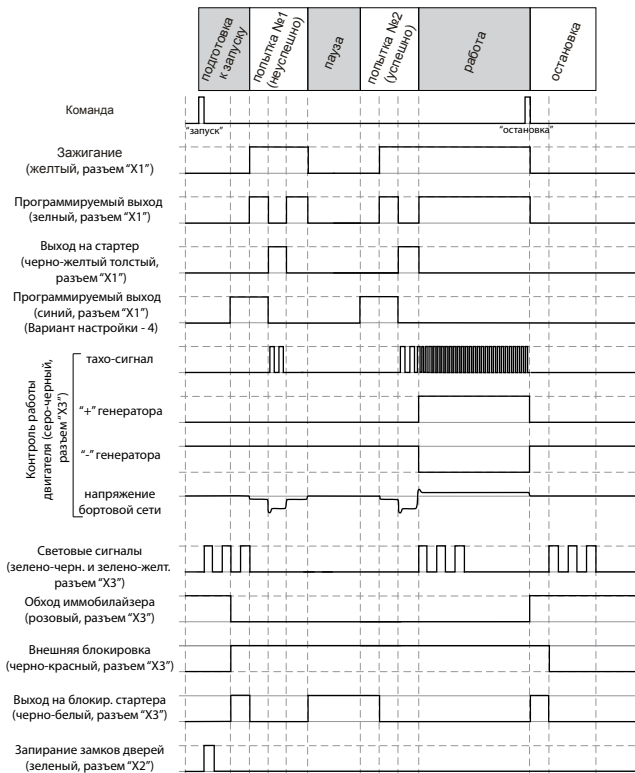 подготовка
к запуску
попытка №1
(неуспешно)
пауза
попытка №2
(успешно)
работа
остановка
Команда
"запуск"
"остановка"
Зажигание
(желтый, разъем "X1")
Программируемый выход
(зелный, разъем "X1")
Выход на стартер
(черно-желтый толстый,
разъем "X1")
Программируемый выход
(синий, разъем "X1")
(Вариант настройки - 4)
Контроль работы
двигателя (серо-черный,
разъем "X3")
тахо-сигнал
"+" генератора
"-" генератора
напряжение
бортовой сети
Световые сигналы
(зелено-черн. и зелено-желт.
разъем "X3")
Обход иммобилайзера
(розовый, разъем "X3")
Внешняя блокировка
(черно-красный, разъем "X3")
Выход на блокир. стартера
(черно-белый, разъем "X3")
Запирание замков дверей
(зеленый, разъем "X2")